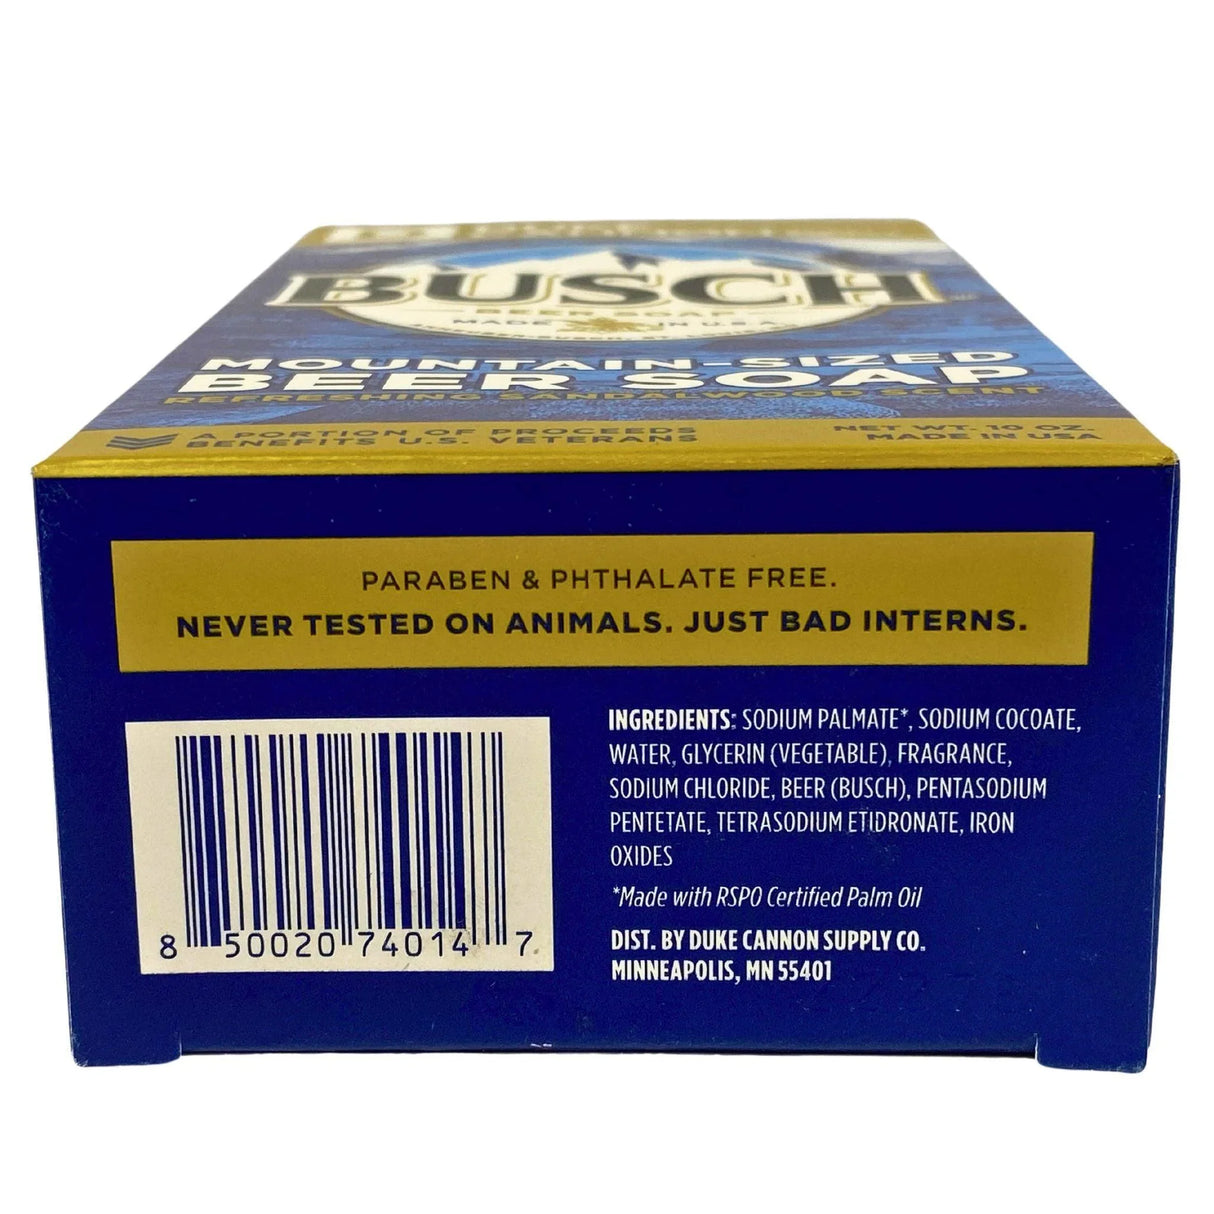 BUSCH
BEER SOAP
MADE IN U.S.A.
MOUNTAIN-SIZED
BEER SOAP
REFRESHING SANDALWOOD SCENT
A PORTION OF PROCEEDS
BENEFITS U.S. VETERANS
NET WT. 10 OZ.
MADE IN USA
PARABEN & PHTHALATE FREE.
NEVER TESTED ON ANIMALS. JUST BAD INTERNS.
8 50020 74014 7
INGREDIENTS: SODIUM PALMATE*, SODIUM COCOATE,
WATER, GLYCERIN (VEGETABLE), FRAGRANCE,
SODIUM CHLORIDE, BEER (BUSCH), PENTASODIUM
PENTETATE, TETRASODIUM ETIDRONATE, IRON
OXIDES
*Made with RSPO Certified Palm Oil
DIST. BY DUKE CANNON SUPPLY CO.
MINNEAPOLIS, MN 55401